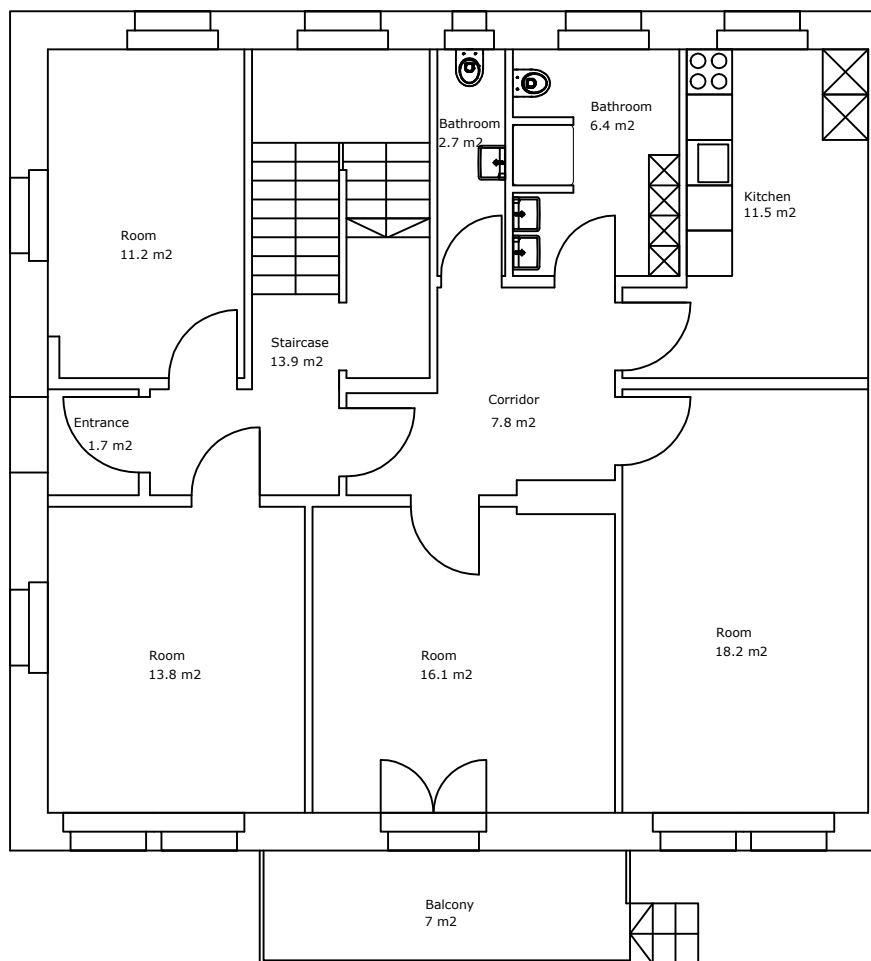 Bathroom
6.4 m2
Bathroom
2.7 m2
Kitchen
11.5 m2
Room
11.2 m2
Staircase
13.9 m2
Corridor
7.8 m2
Entrance
1.7 m2
Room
18.2 m2
Room
13.8 m2
Room
16.1 m2
Balcony
7 m2